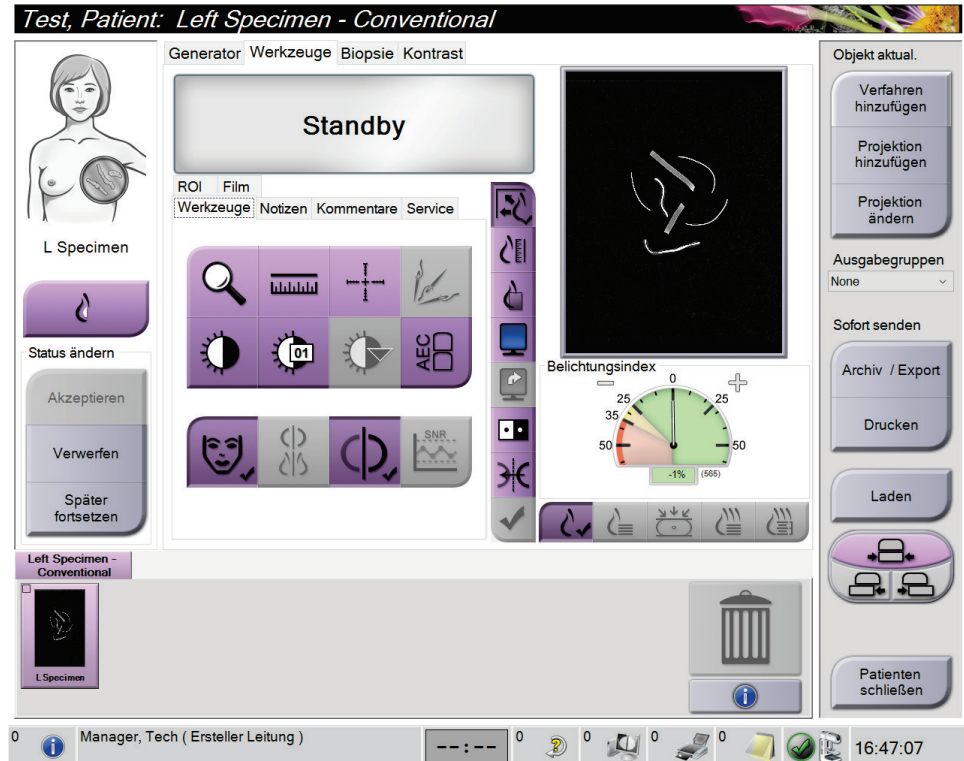 Test, Patient: Left Specimen - Conventional
L Specimen
Status ändern
Akzeptieren
Verwerfen
Später
fortsetzen
Generator Werkzeuge Biopsie Kontrast
Standby
ROI Film
Werkzeuge Notizen Kommentare Service
01
AEC
SNR
Belichtungsindex
0
25 25
35
50 50
-1% (565)
Objekt aktual.
Verfahren
hinzufügen
Projektion
hinzufügen
Projektion
ändern
Ausgabegruppen
None
Sofort senden
Archiv / Export
Drucken
Laden
Patienten
schließen
Left Specimen -
Conventional
L Specimen
0 Manager, Tech ( Ersteller Leitung ) --:-- 0 0 0 0 16:47:07